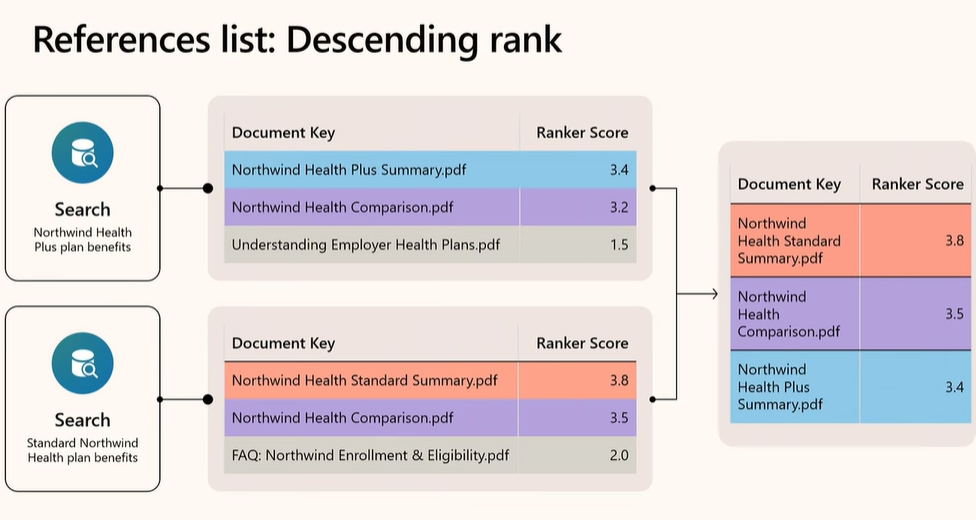 References list: Descending rank
Search
Northwind Health
Plus plan benefits
Document Key Ranker Score
Northwind Health Plus Summary.pdf 3.4
Northwind Health Comparison.pdf 3.2
Understanding Employer Health Plans.pdf 1.5
Search
Standard Northwind
Health plan benefits
Document Key Ranker Score
Northwind Health Standard Summary.pdf 3.8
Northwind Health Comparison.pdf 3.5
FAQ: Northwind Enrollment & Eligibility.pdf 2.0
Document Key Ranker Score
Northwind
Health Standard 3.8
Summary.pdf
Northwind
Health 3.5
Comparison.pdf
Northwind
Health Plus 3.4
Summary.pdf